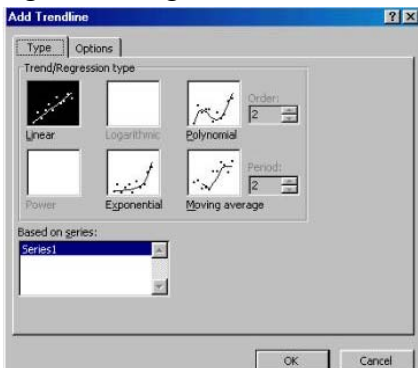 Add Trendline
Type Options
Trend/Regression type
Order:
2
Linear Logarithmic Polynomial
Period:
2
Power Exponential Moving average
Based on series:
Series1
OK Cancel